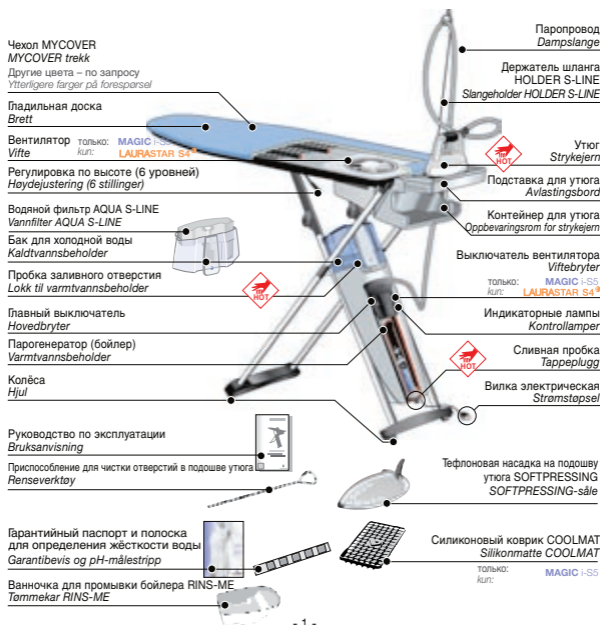 Чехол MYCOVER
MYCOVER trekk
Другие цвета – по запросу
Ytterligere farger på forespørsel
Гладильная доска
Brett
Вентилятор только: MAGIC i-S5
Vifte kun: LAURASTAR S4
Регулировка по высоте (6 уровней)
Høydejustering (6 stillinger)
Водяной фильтр AQUA S-LINE
Vannfilter AQUA S-LINE
Бак для холодной воды
Kaldtvannsbeholder
Пробка заливного отверстия
Lokk til varmtvannsbeholder
HOT
Главный выключатель
Hovedbryter
Парогенератор (бойлер)
Varmtvannsbeholder
Колёса
Hjul
Руководство по эксплуатации
Bruksanvisning
Приспособление для чистки отверстий в подошве утюга
Renseverktøy
Гарантийный паспорт и полоска
для определения жёсткости воды
Garantibevis og pH-målestripp
Ванночка для промывки бойлера RINS-ME
Tømmekar RINS-ME
Паропровод
Dampslange
Держатель шланга
HOLDER S-LINE
Slangeholder HOLDER S-LINE
HOT
Утюг
Strykejern
Подставка для утюга
Avlastingsbord
Контейнер для утюга
Oppbevaringsrom for strykejern
Выключатель вентилятора
Viftebryter
только: MAGIC i-S5
kun: LAURASTAR S4
Индикаторные лампы
Kontrollamper
HOT
Сливная пробка
Tappeplugg
Вилка электрическая
Strømstøpsel
Тефлоновая насадка на подошву
утюга SOFTPRESSING
SOFTPRESSING-såle
Силиконовый коврик COOLMAT
Silikonmatte COOLMAT
только: MAGIC i-S5
kun:
- 1 -